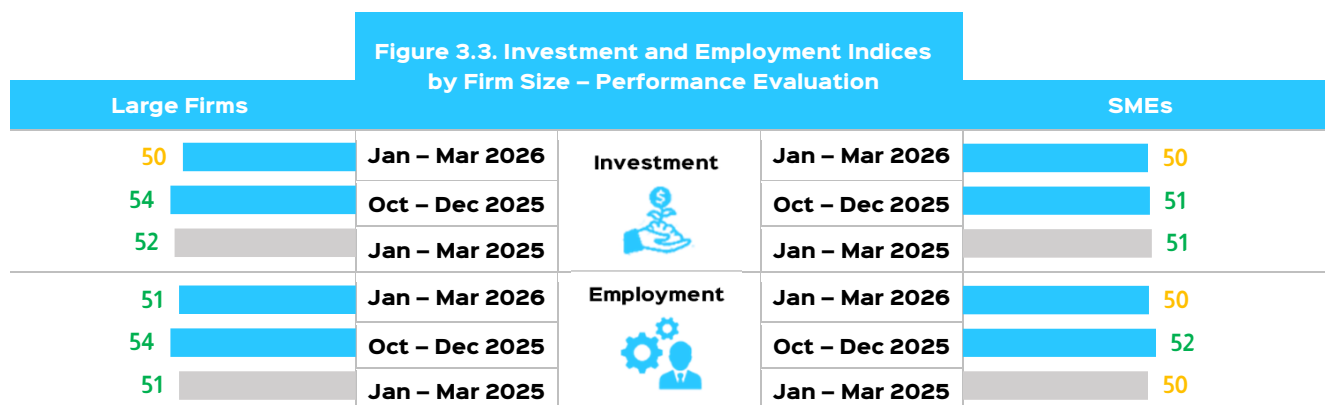 Figure 3.3. Investment and Employment Indices
by Firm Size – Performance Evaluation
Large Firms
SMEs
50
Jan – Mar 2026
Investment
Jan – Mar 2026
50
54
Oct – Dec 2025
$
Oct – Dec 2025
51
52
Jan – Mar 2025
Jan – Mar 2025
51
51
Jan – Mar 2026
Employment
Jan – Mar 2026
50
54
Oct – Dec 2025
Oct – Dec 2025
52
51
Jan – Mar 2025
Jan – Mar 2025
50